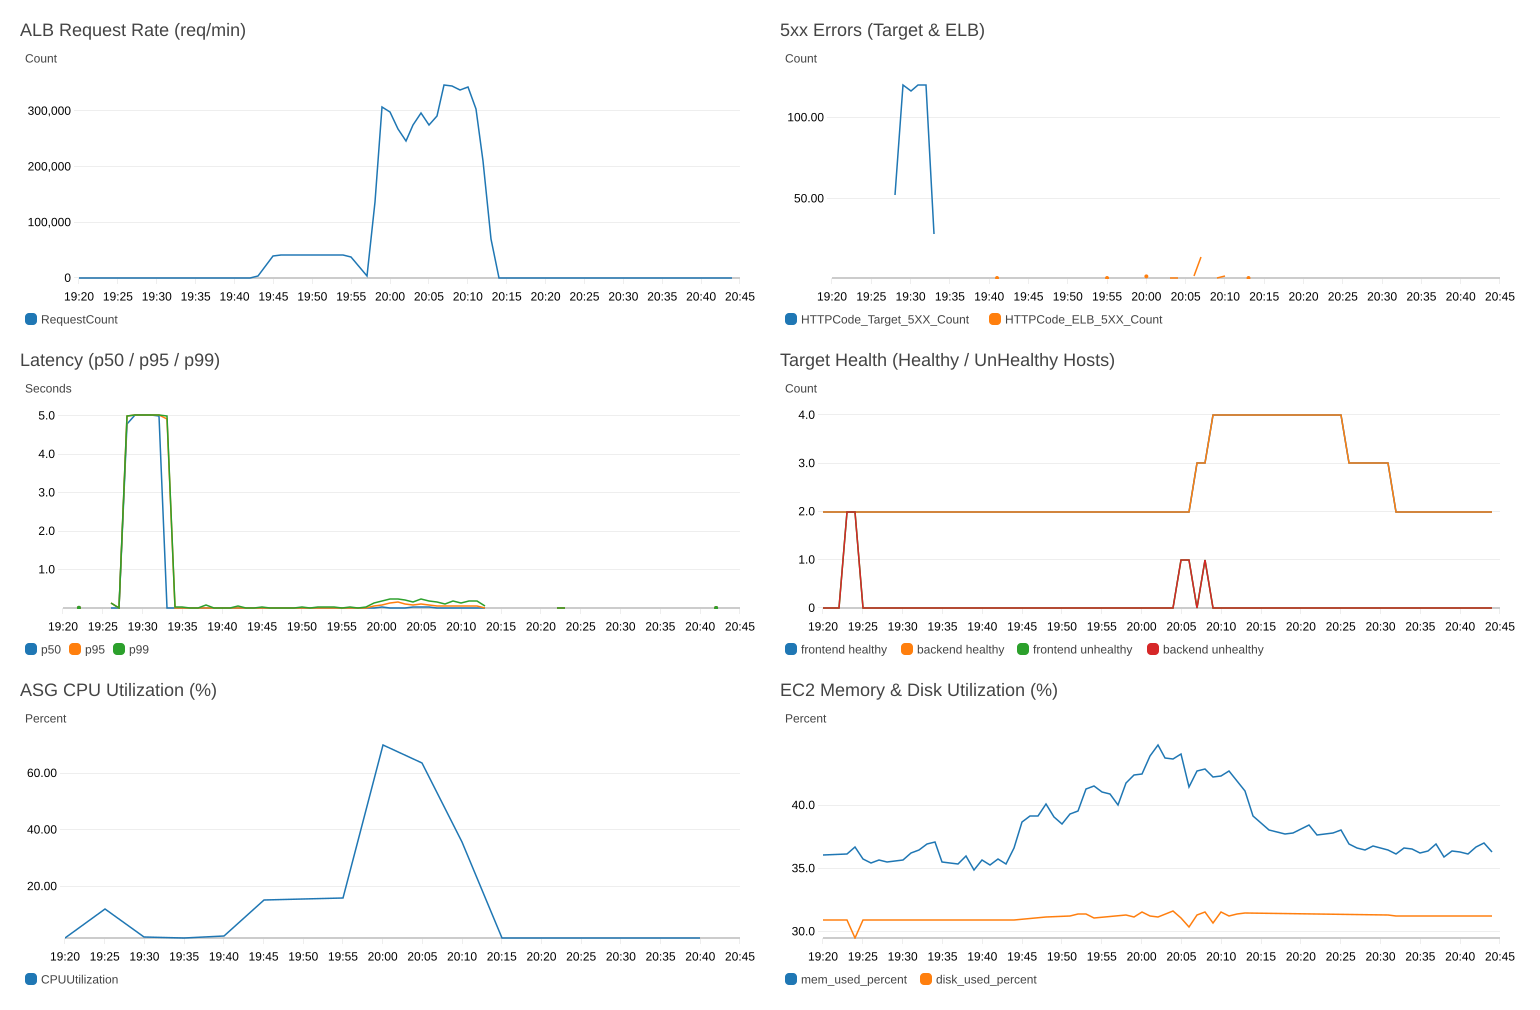 ALB Request Rate (req/min)
Count
300,000
200,000
100,000
0
19:20 19:25 19:30 19:35 19:40 19:45 19:50 19:55 20:00 20:05 20:10 20:15 20:20 20:25 20:30 20:35 20:40 20:45
RequestCount
5xx Errors (Target & ELB)
Count
100.00
50.00
19:20 19:25 19:30 19:35 19:40 19:45 19:50 19:55 20:00 20:05 20:10 20:15 20:20 20:25 20:30 20:35 20:40 20:45
HTTPCode_Target_5XX_Count HTTPCode_ELB_5XX_Count
Latency (p50 / p95 / p99)
Seconds
5.0
4.0
3.0
2.0
1.0
19:20 19:25 19:30 19:35 19:40 19:45 19:50 19:55 20:00 20:05 20:10 20:15 20:20 20:25 20:30 20:35 20:40 20:45
p50 p95 p99
Target Health (Healthy / UnHealthy Hosts)
Count
4.0
3.0
2.0
1.0
0
19:20 19:25 19:30 19:35 19:40 19:45 19:50 19:55 20:00 20:05 20:10 20:15 20:20 20:25 20:30 20:35 20:40 20:45
frontend healthy backend healthy frontend unhealthy backend unhealthy
ASG CPU Utilization (%)
Percent
60.00
40.00
20.00
19:20 19:25 19:30 19:35 19:40 19:45 19:50 19:55 20:00 20:05 20:10 20:15 20:20 20:25 20:30 20:35 20:40 20:45
CPUUtilization
EC2 Memory & Disk Utilization (%)
Percent
40.0
35.0
30.0
19:20 19:25 19:30 19:35 19:40 19:45 19:50 19:55 20:00 20:05 20:10 20:15 20:20 20:25 20:30 20:35 20:40 20:45
mem_used_percent disk_used_percent